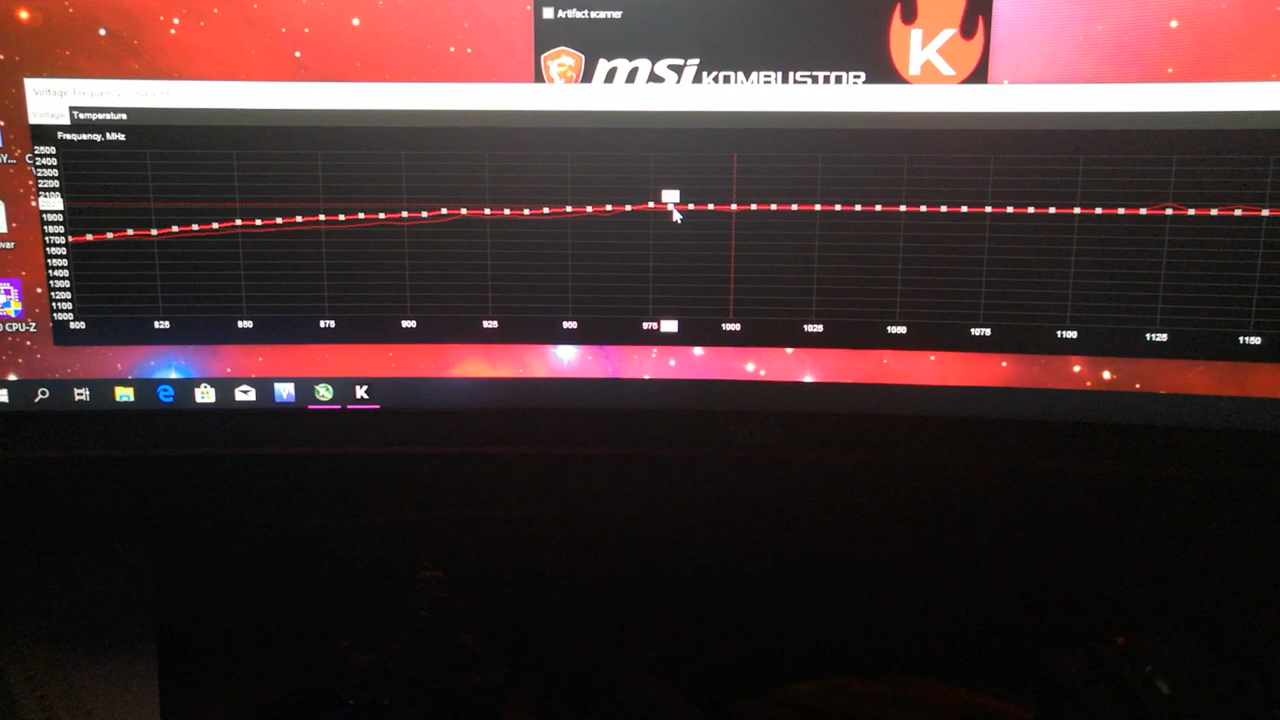 Artifact scanner
msi KOMBUSTOR
K
Voltage
Temperature
Frequency, MHz
2500
2400
2300
2200
2100
1900
1800
1700
1600
1500
1400
1300
1200
1100
1000
800 825 850 875 900 925 950 975 1000 1025 1050 1075 1100 1125 1150
CPU-Z
K